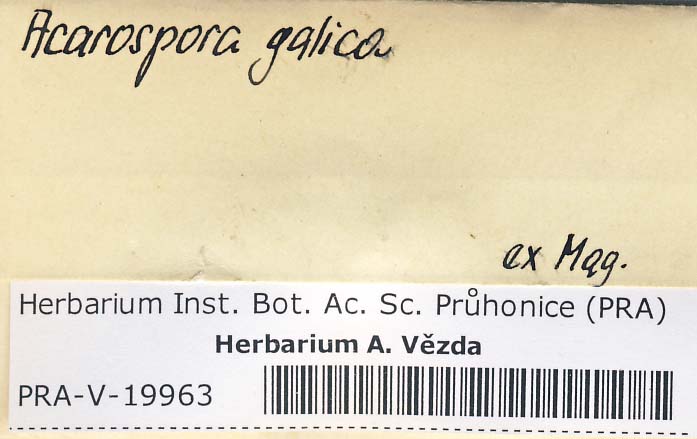 Acarospora galica
ex Mag.
Herbarium Inst. Bot. Ac. Sc. Průhonice (PRA)
Herbarium A. Vězda
PRA-V-19963